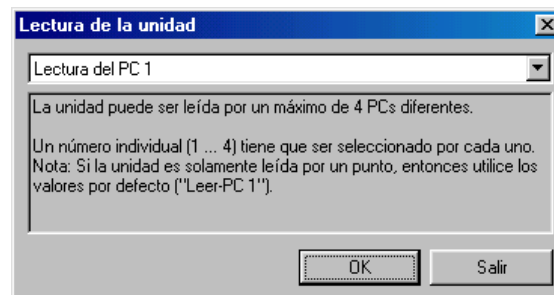 Lectura de la unidad
Lectura del PC 1
La unidad puede ser leída por un máximo de 4 PCs diferentes.
Un número individual (1 ... 4) tiene que ser seleccionado por cada uno.
Nota: Si la unidad es solamente leída por un punto, entonces utilice los
valores por defecto ("Leer-PC 1").
OK
Salir